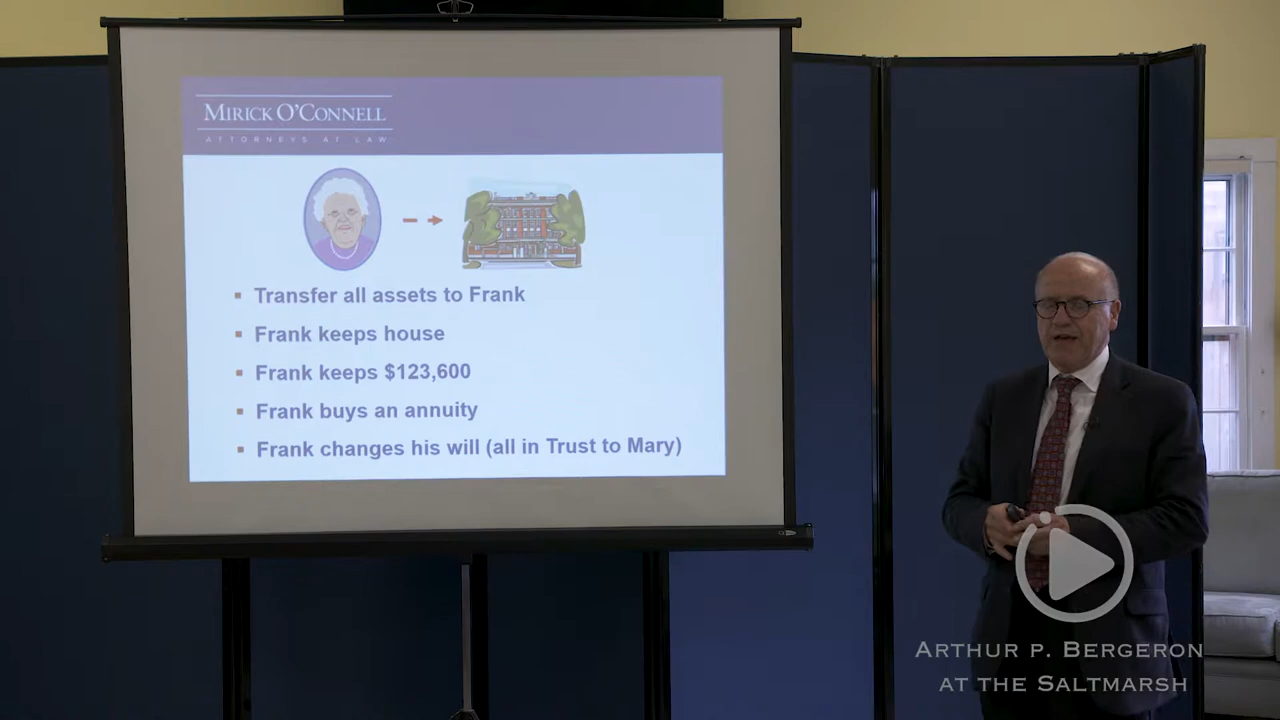 MIRICK O'CONNELL
ATTORNEYS AT LAW
Transfer all assets to Frank
Frank keeps house
Frank keeps $123,600
Frank buys an annuity
Frank changes his will (all in Trust to Mary)
ARTHUR P. BERGERON
AT THE SALTMARSH